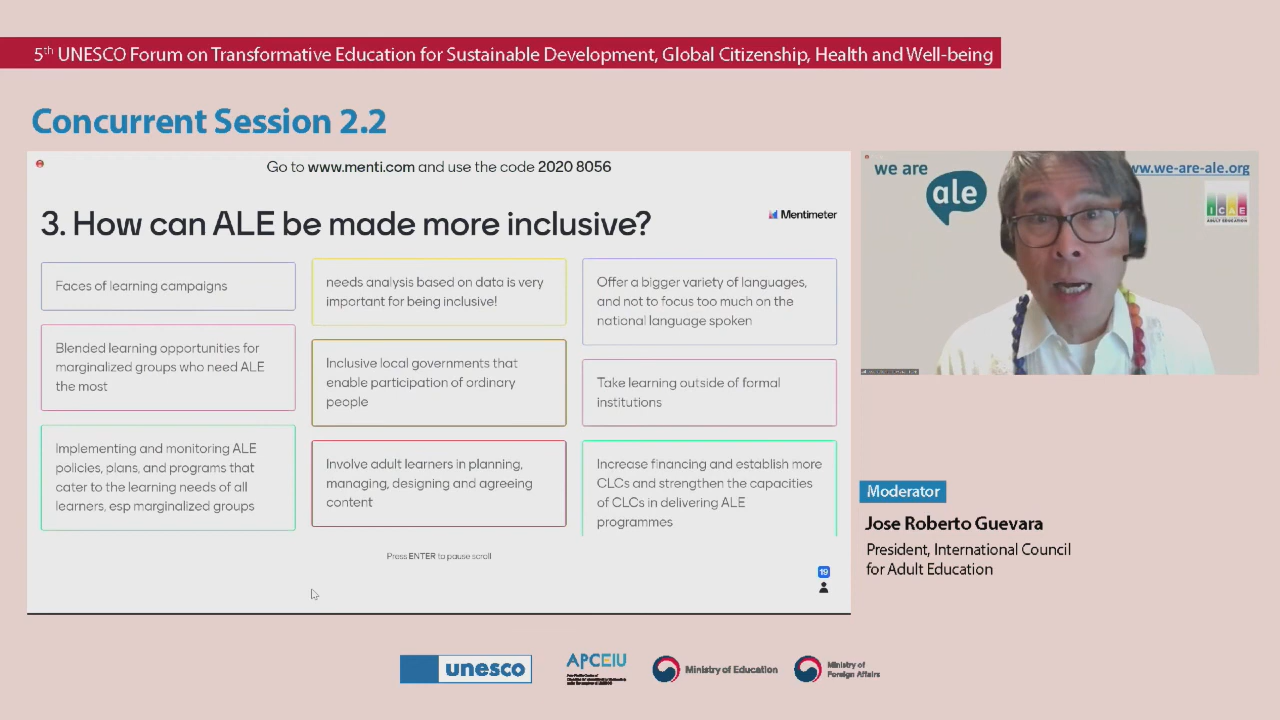 5th UNESCO Forum on Transformative Education for Sustainable Development, Global Citizenship, Health and Well-being
Concurrent Session 2.2
Go to www.menti.com and use the code 2020 8056
3. How can ALE be made more inclusive?
Mentimeter
Faces of learning campaigns
Blended learning opportunities for
marginalized groups who need ALE
the most
Implementing and monitoring ALE
policies, plans, and programs that
cater to the learning needs of all
learners, esp marginalized groups
needs analysis based on data is very
important for being inclusive!
Inclusive local governments that
enable participation of ordinary
people
Involve adult learners in planning,
managing, designing and agreeing
content
Offer a bigger variety of languages,
and not to focus too much on the
national language spoken
Take learning outside of formal
institutions
Increase financing and establish more
CLCs and strengthen the capacities
of CLCs in delivering ALE
programmes
Press ENTER to pause scroll
19
we are
ale
ww.we-are-ale.org
ICAE
ADULT EDUCATION
Moderator
Jose Roberto Guevara
President, International Council
for Adult Education
unesco
APCEIU
Ministry of Education
Ministry of
Foreign Affairs